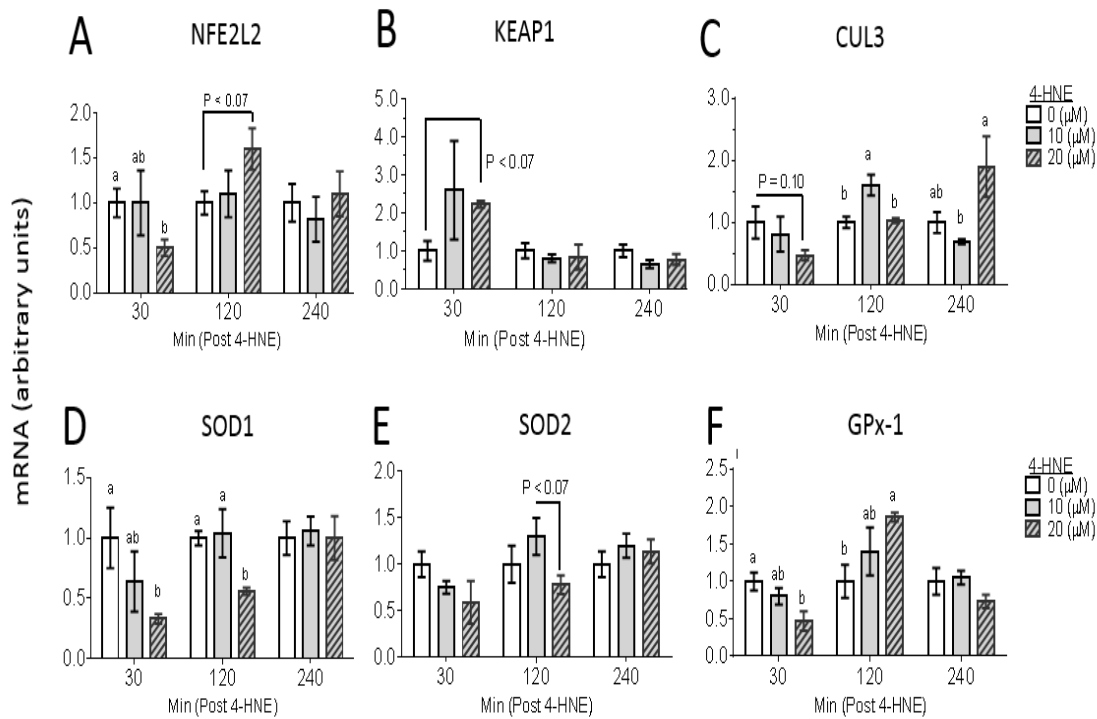 mRNA (arbitrary units)
A
NFE2L2
2.0
1.5
1.0
0.5
0.0
a
ab
b
P < 0.07
30
120
240
Min (Post 4-HNE)
B
KEAP1
5.0
4.0
3.0
2.5
2.0
1.5
1.0
0.5
0.0
P < 0.07
30
120
240
Min (Post 4-HNE)
C
CUL3
3.0
2.0
1.0
0.0
P = 0.10
b
a
b
ab
b
a
30
120
240
Min (Post 4-HNE)
4-HNE
0 (µM)
10 (µM)
20 (µM)
D
SOD1
1.5
1.0
0.5
0.0
a
ab
b
a
a
b
30
120
240
Min (Post 4-HNE)
E
SOD2
2.0
1.5
1.0
0.5
0.0
P < 0.07
30
120
240
Min (Post 4-HNE)
F
GPx-1
2.5
2.0
1.5
1.0
0.5
0.0
a
ab
b
b
ab
a
30
120
240
Min (Post 4-HNE)
4-HNE
0 (µM)
10 (µM)
20 (µM)